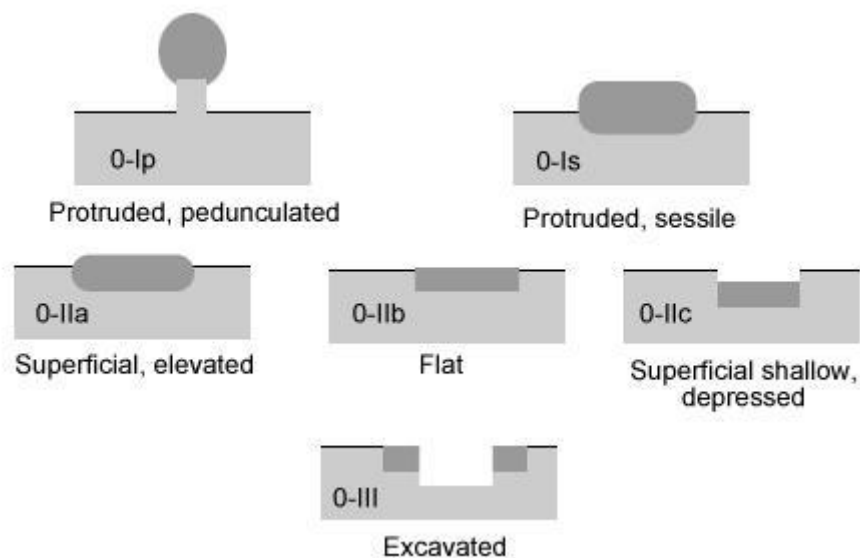 0-Ip
Protruded, pedunculated
0-Is
Protruded, sessile
0-IIa
Superficial, elevated
0-IIb
Flat
0-IIc
Superficial shallow,
depressed
0-III
Excavated